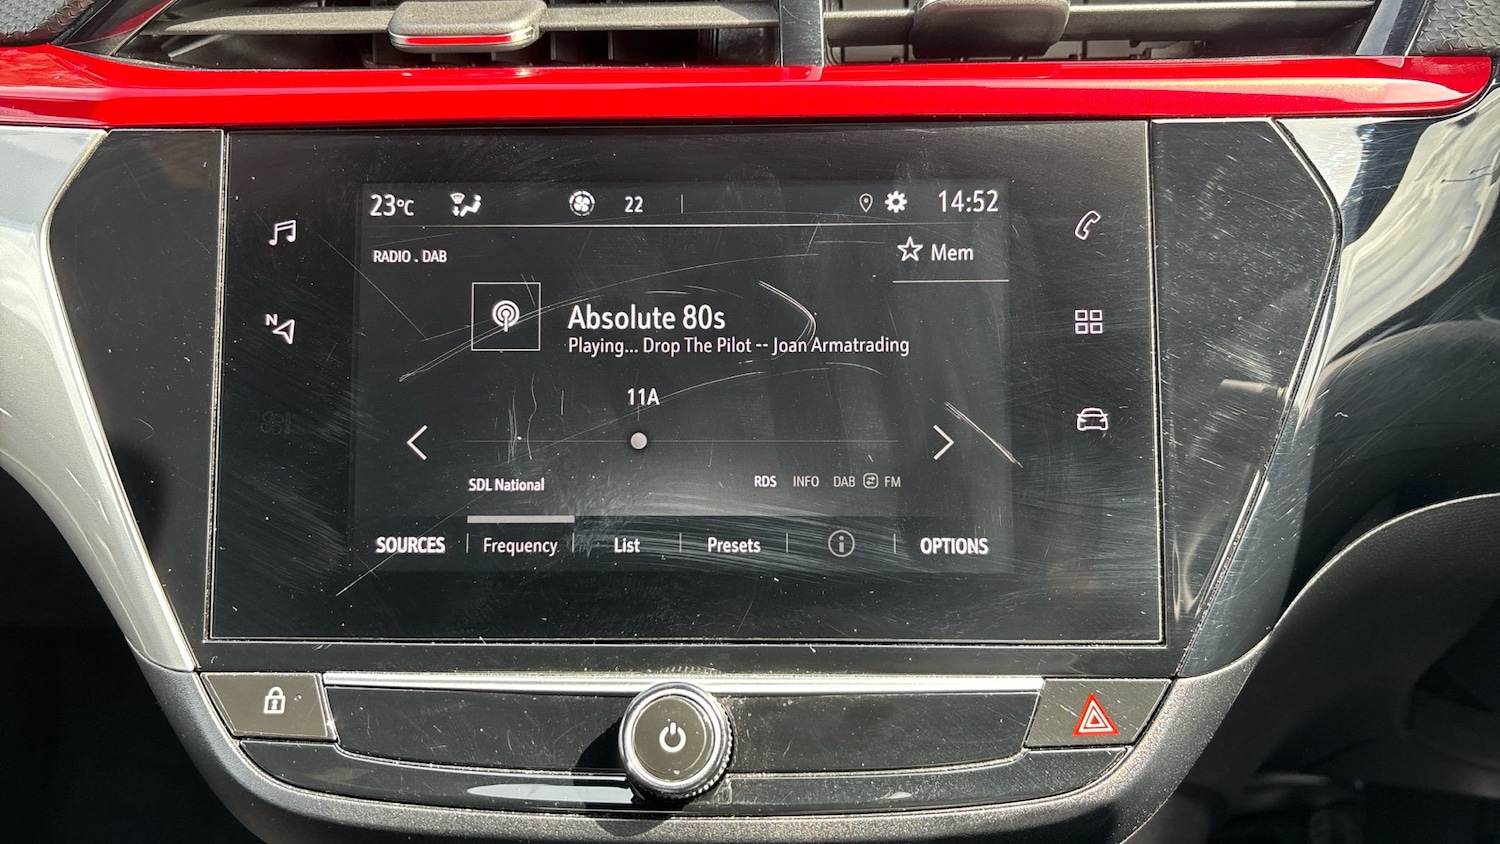 23°C 22 14:52
RADIO . DAB
Mem
N
Absolute 80s
Playing... Drop The Pilot -- Joan Armatrading
11A
SDL National RDS INFO DAB FM
SOURCES Frequency List Presets i OPTIONS